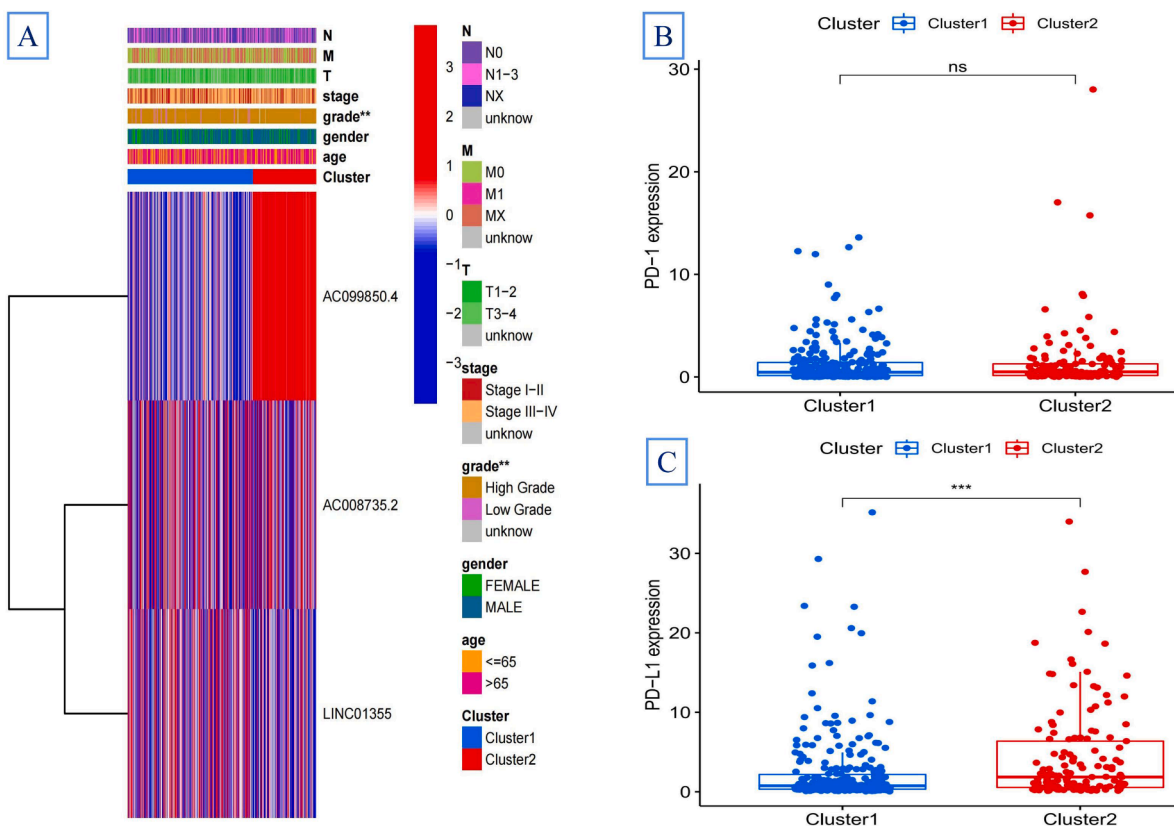 A
N
M
T
stage
grade**
gender
age
Cluster
AC099850.4
AC008735.2
LINC01355
3
2
1
0
−1
−2
−3
N
N0
N1−3
NX
unknow
M
M0
M1
MX
unknow
T
T1−2
T3−4
unknow
stage
Stage I−II
Stage III−IV
unknow
grade**
High Grade
Low Grade
unknow
gender
FEMALE
MALE
age
<=65
>65
Cluster
Cluster1
Cluster2
B
Cluster Cluster1 Cluster2
ns
PD−1 expression
30
20
10
0
Cluster1 Cluster2
C
Cluster Cluster1 Cluster2
***
PD−L1 expression
30
20
10
0
Cluster1 Cluster2